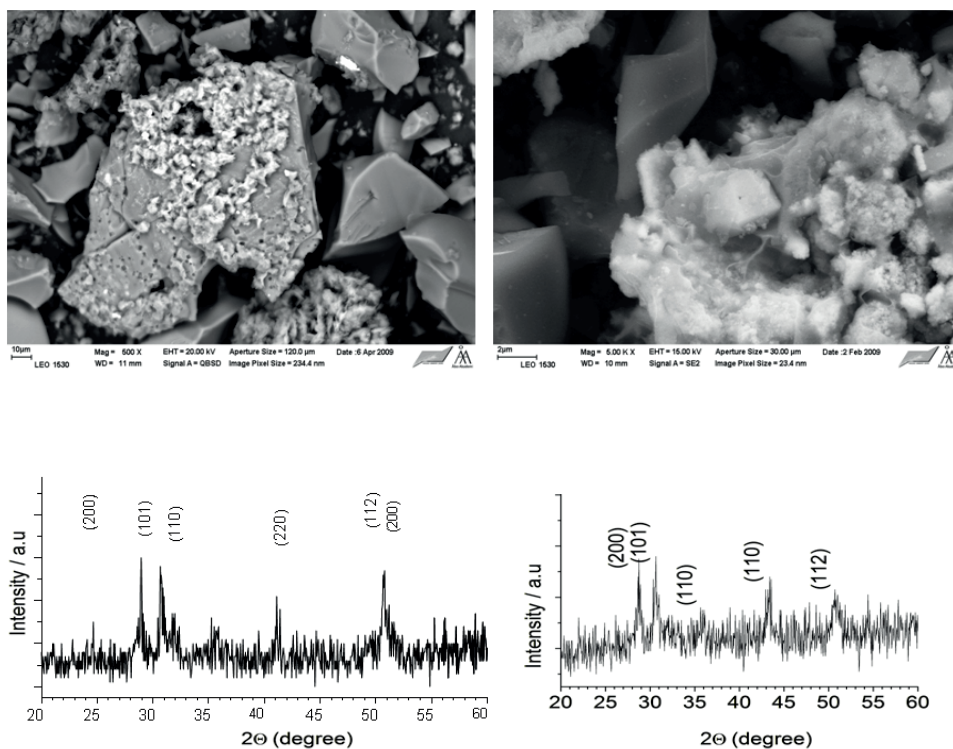 10µm
Mag = 500 X
EHT = 20.00 kV
Aperture Size = 120.0 µm
Date :6 Apr 2009
LEO 1530
WD = 11 mm
Signal A = QBSD
Image Pixel Size = 234.4 nm
2µm
Mag = 5.00 K X
EHT = 15.00 kV
Aperture Size = 30.00 µm
Date :2 Feb 2009
LEO 1530
WD = 10 mm
Signal A = SE2
Image Pixel Size = 23.4 nm
Intensity / a.u
(200)
(101)
(110)
(220)
(112)
(200)
20 25 30 35 41 45 51 55 60
2Θ (degree)
Intensity / a.u
(200)
(101)
(110)
(110)
(112)
20 25 30 35 40 45 50 55 60
2Θ (degree)